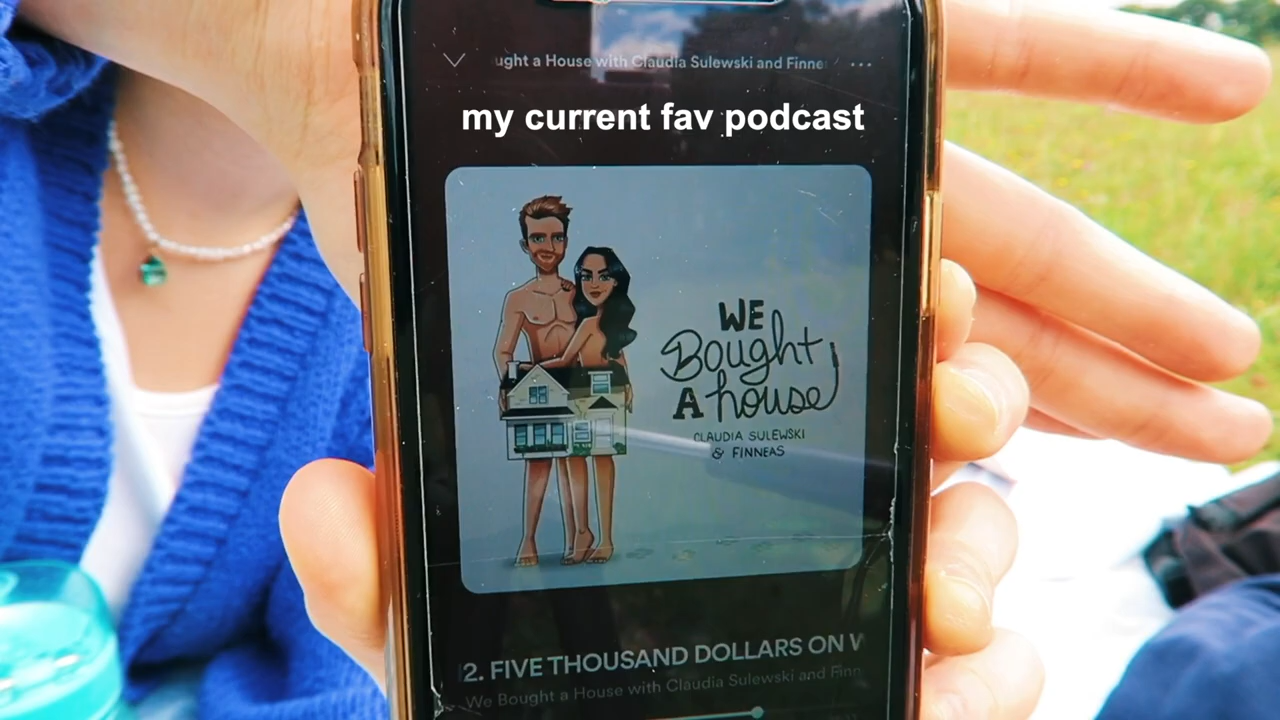 ught a House with Claudia Sulewski and Finne
my current fav podcast
WE
Bought
A house
CLAUDIA SULEWSKI
& FINNEAS
2. FIVE THOUSAND DOLLARS ON
We Bought a House with Claudia Sulewski and Finn